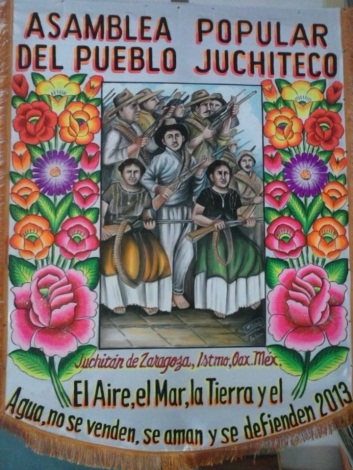 ASAMBLEA POPULAR
DEL PUEBLO JUCHITECO
Juchitán de Zaragoza, Istmo, Oax. Méx.
El Aire, el Mar, la Tierra y el
Agua, no se venden, se aman y se defienden 2013